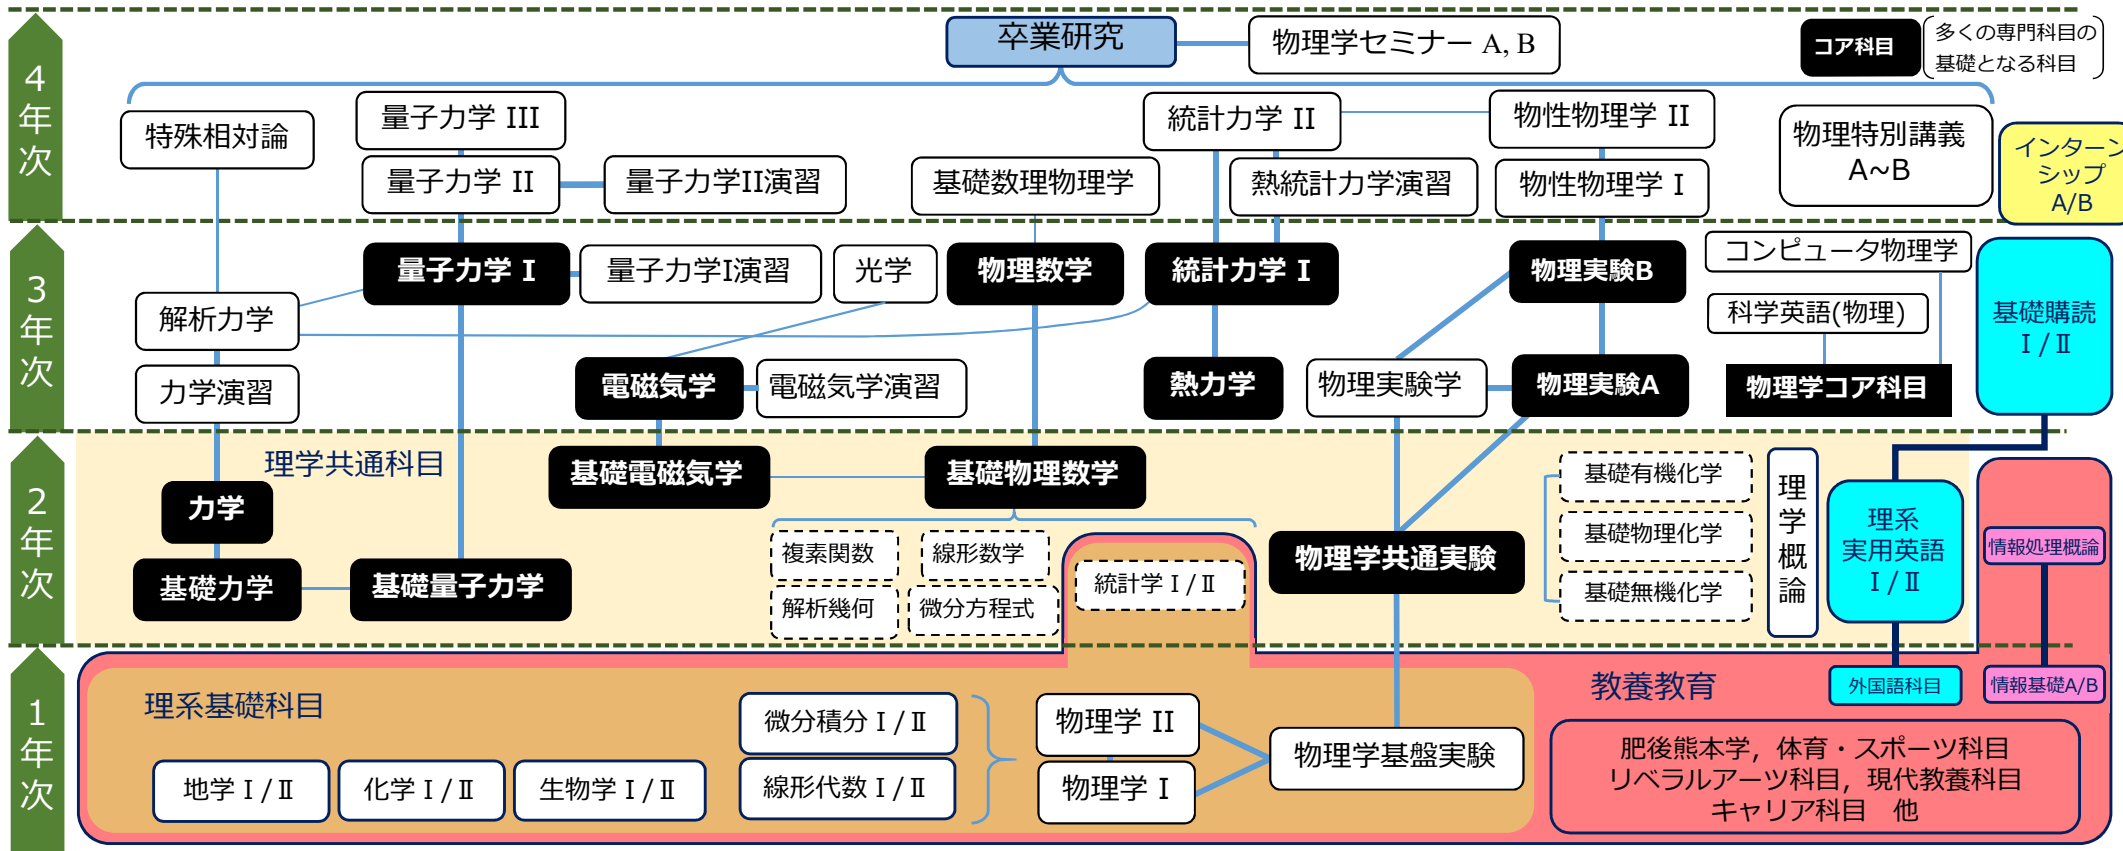 4
年
次
卒業研究
物理学セミナー A, B
コア科目
多くの専門科目の
基礎となる科目
特殊相対論
量子力学 III
統計力学 II
物性物理学 II
物理特別講義
A~B
インターン
シップ
A/B
量子力学 II
量子力学II演習
基礎数理物理学
熱統計力学演習
物性物理学 I
3
年
次
量子力学 I
量子力学I演習
光学
物理数学
統計力学 I
物理実験B
コンピュータ物理学
解析力学
科学英語(物理)
基礎購読
I / II
力学演習
電磁気学
電磁気学演習
熱力学
物理実験学
物理実験A
物理学コア科目
2
年
次
理学共通科目
基礎電磁気学
基礎物理数学
基礎有機化学
基礎物理化学
基礎無機化学
理学概論
理系
実用英語
I / II
力学
複素関数
線形数学
物理学共通実験
情報処理概論
基礎力学
基礎量子力学
解析幾何
微分方程式
統計学 I / II
1
年
次
理系基礎科目
微分積分 I / II
物理学 II
教養教育
外国語科目
情報基礎A/B
地学 I / II
化学 I / II
生物学 I / II
線形代数 I / II
物理学 I
物理学基盤実験
肥後熊本学, 体育・スポーツ科目
リベラルアーツ科目, 現代教養科目
キャリア科目 他